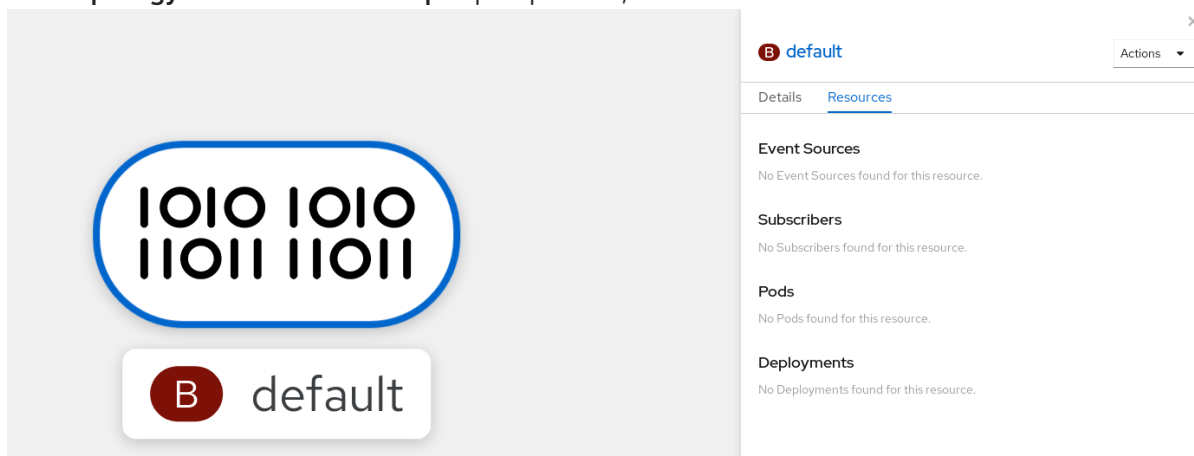 1010 1010
11011 11011
B default
B default
Actions
Details Resources
Event Sources
No Event Sources found for this resource.
Subscribers
No Subscribers found for this resource.
Pods
No Pods found for this resource.
Deployments
No Deployments found for this resource.